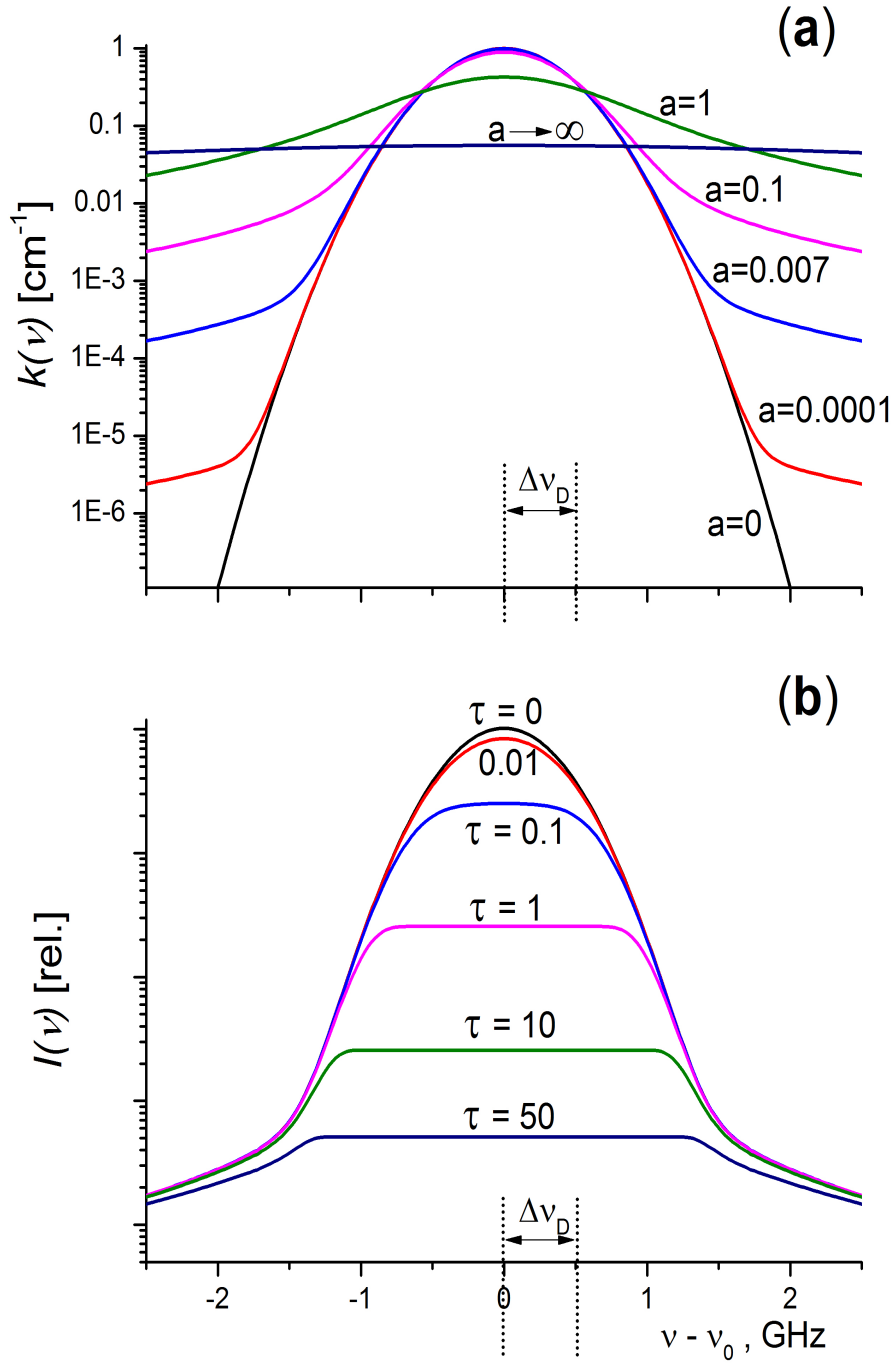 (a)
1
0.1
0.01
1E-3
1E-4
1E-5
1E-6
k(ν) [cm⁻¹]
a=1
a→∞
a=0.1
a=0.007
a=0.0001
a=0
Δν_D
(b)
τ = 0
0.01
τ = 0.1
τ = 1
τ = 10
τ = 50
I(ν) [rel.]
Δν_D
-2 -1 0 1 2
ν - ν₀ , GHz